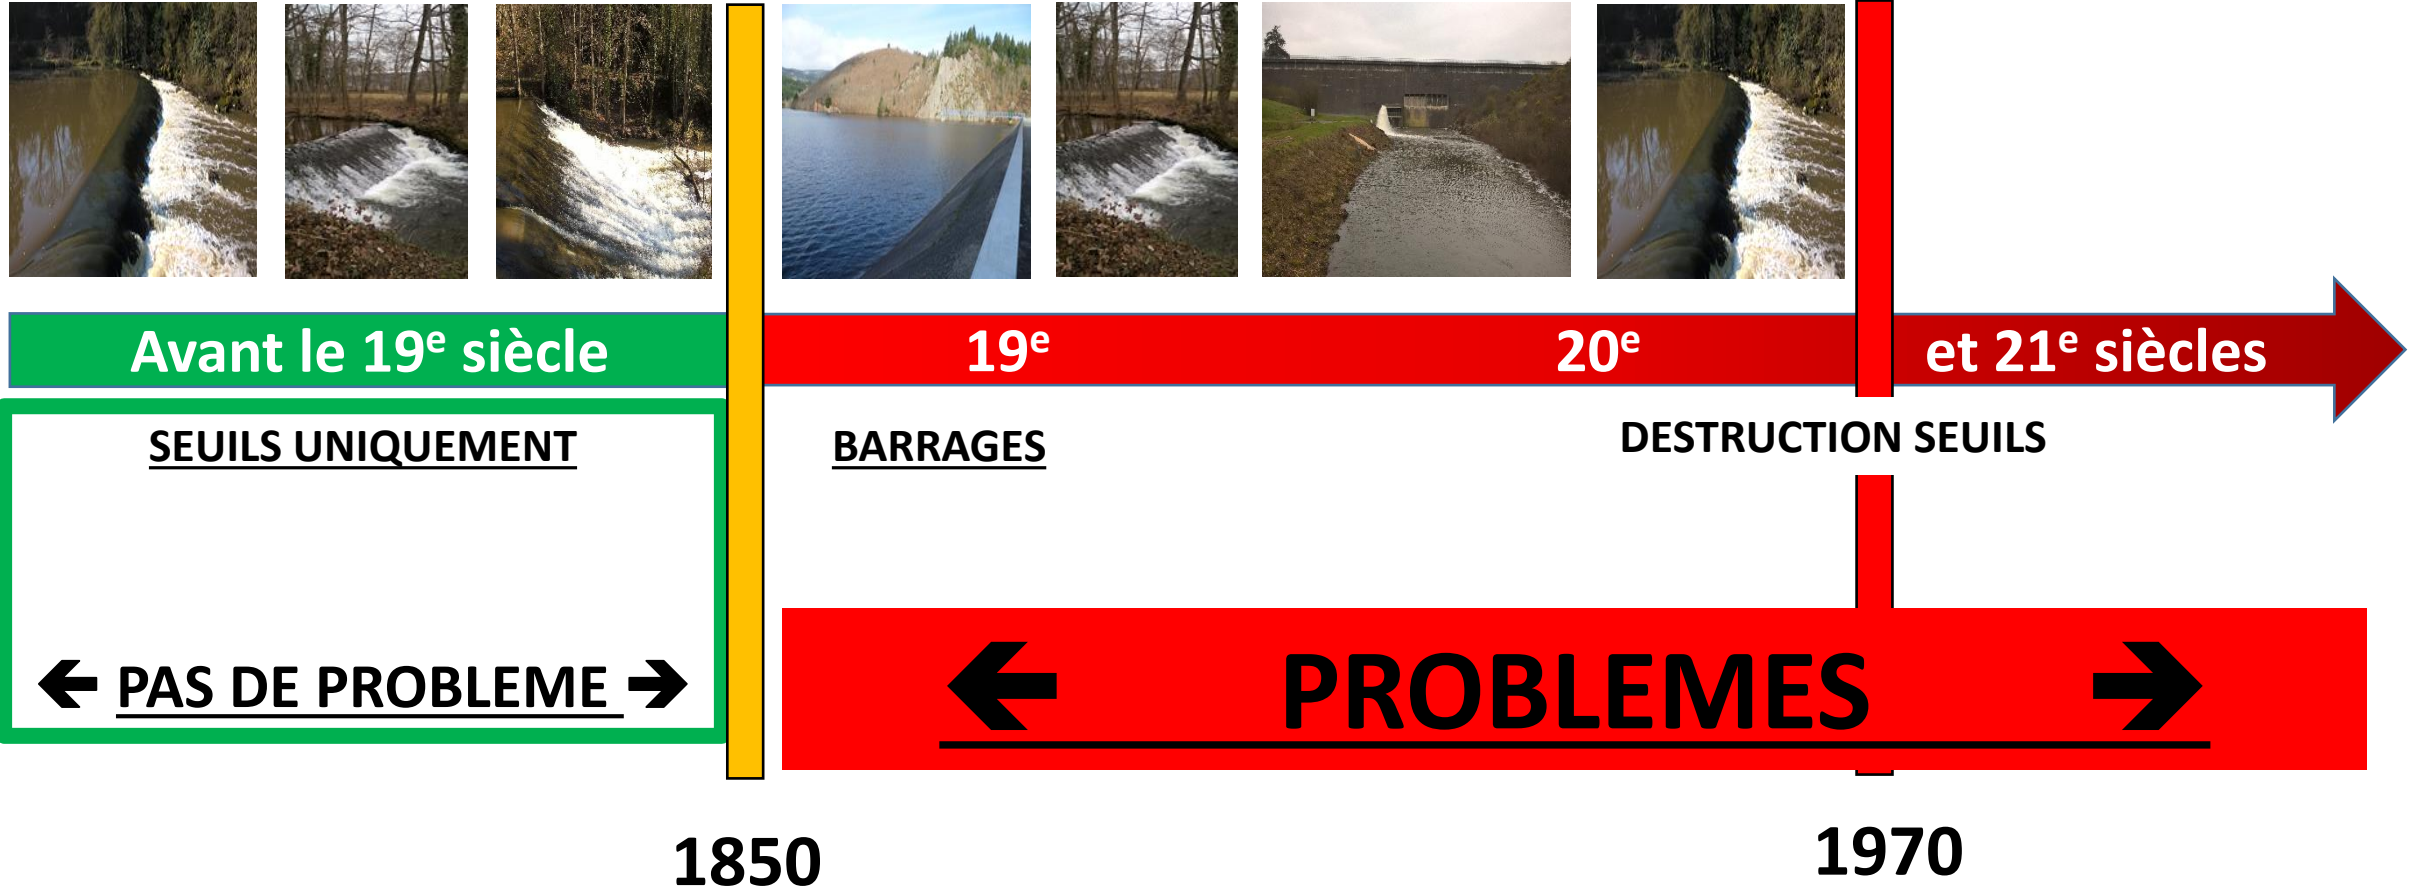 Avant le 19e siècle
19e
20e
et 21e siècles
SEUILS UNIQUEMENT
BARRAGES
DESTRUCTION SEUILS
PAS DE PROBLEME
PROBLEMES
1850
1970